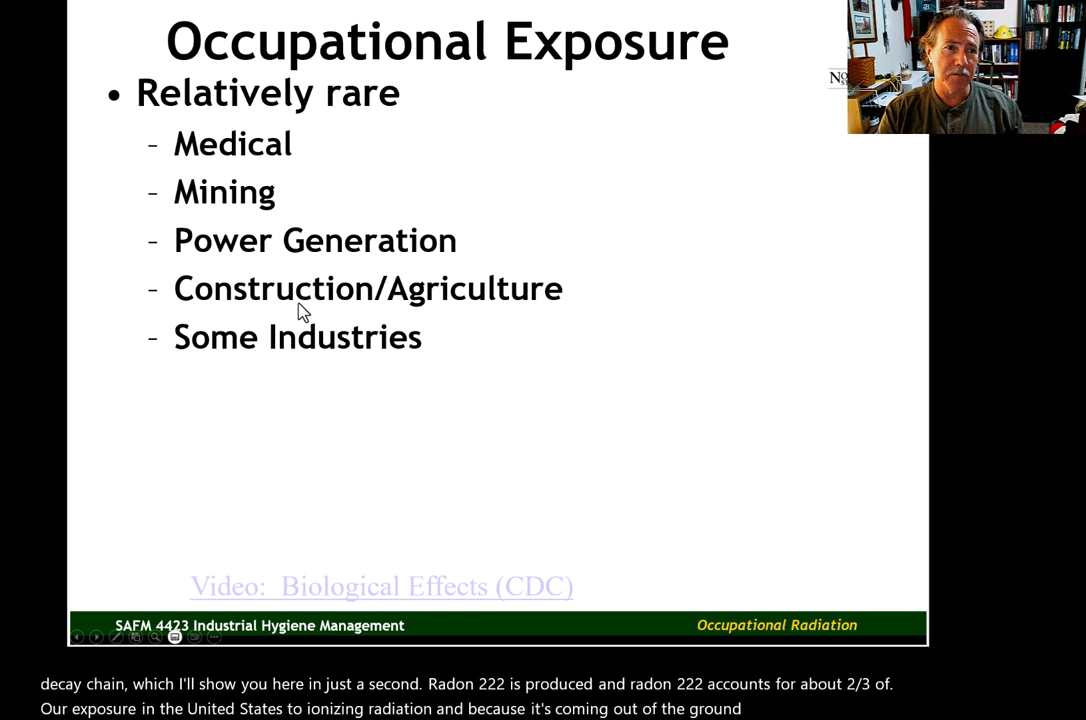 Occupational Exposure
• Relatively rare
– Medical
– Mining
– Power Generation
– Construction/Agriculture
– Some Industries
Video: Biological Effects (CDC)
SAFM 4423 Industrial Hygiene Management
Occupational Radiation
decay chain, which I'll show you here in just a second. Radon 222 is produced and radon 222 accounts for about 2/3 of.
Our exposure in the United States to ionizing radiation and because it's coming out of the ground